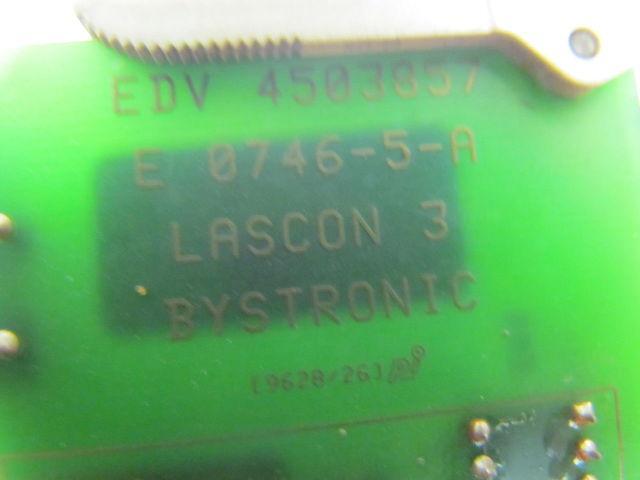 EDV 4503857
E 0746-5-A
LASCON 3
BYSTRONIC
[9628/26]